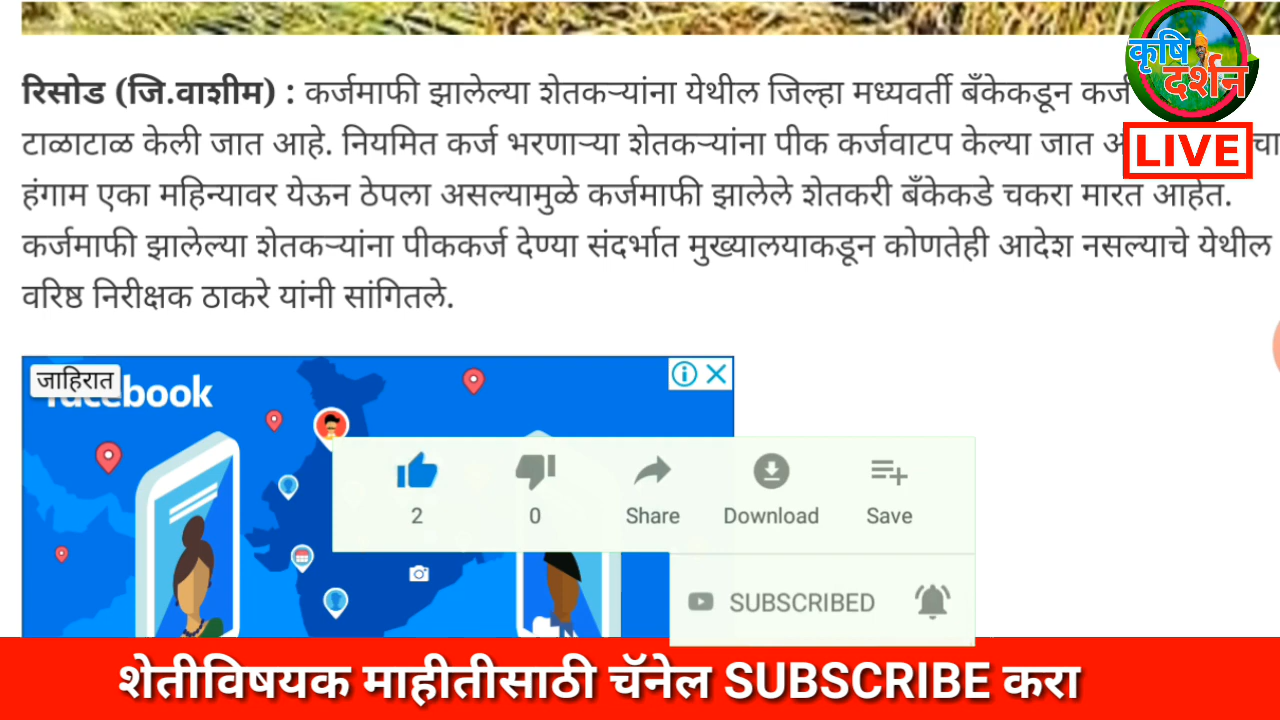 रिसोड (जि.वाशीम) : कर्जमाफी झालेल्या शेतकऱ्यांना येथील जिल्हा मध्यवर्ती बँकेकडून कर्ज
टाळाटाळ केली जात आहे. नियमित कर्ज भरणाऱ्या शेतकऱ्यांना पीक कर्जवाटप केल्या जात
हंगाम एका महिन्यावर येऊन ठेपला असल्यामुळे कर्जमाफी झालेले शेतकरी बँकेकडे चकरा मारत आहेत.
कर्जमाफी झालेल्या शेतकऱ्यांना पीककर्ज देण्या संदर्भात मुख्यालयाकडून कोणतेही आदेश नसल्याचे येथील
वरिष्ठ निरीक्षक ठाकरे यांनी सांगितले.
कृषि
दर्शन
LIVE
जाहिरात
facebook
2 0 Share Download Save
SUBSCRIBED
शेतीविषयक माहीतीसाठी चॅनेल SUBSCRIBE करा